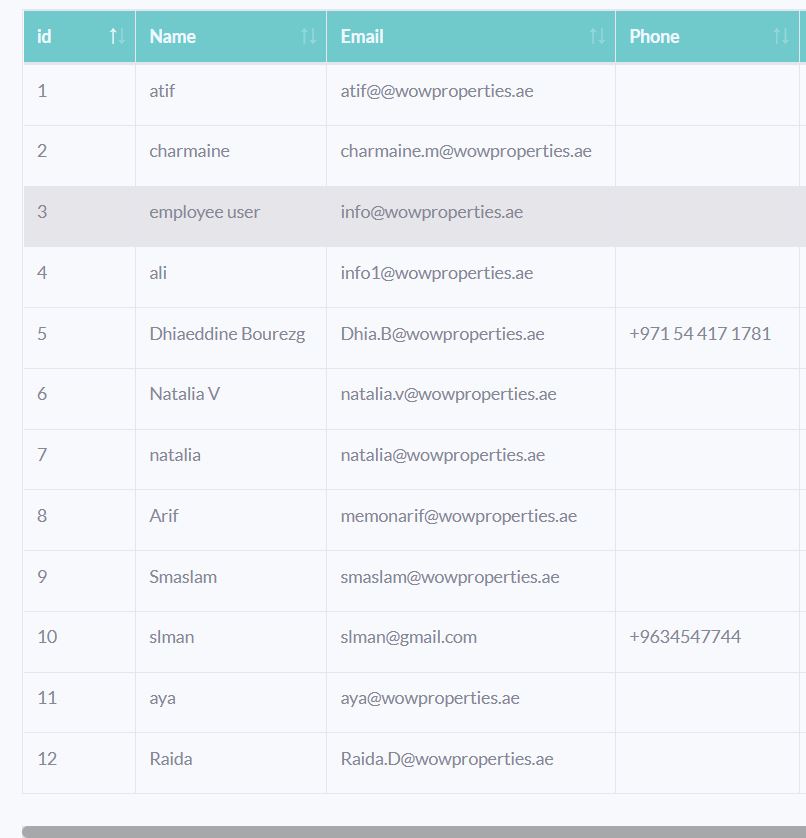 id Name Email Phone
1 atif atif@@wowproperties.ae
2 charmaine charmaine.m@wowproperties.ae
3 employee user info@wowproperties.ae
4 ali info1@wowproperties.ae
5 Dhiaeddine Bourezg Dhia.B@wowproperties.ae +971 54 417 1781
6 Natalia V natalia.v@wowproperties.ae
7 natalia natalia@wowproperties.ae
8 Arif memonarif@wowproperties.ae
9 Smaslam smaslam@wowproperties.ae
10 slman slman@gmail.com +9634547744
11 aya aya@wowproperties.ae
12 Raida Raida.D@wowproperties.ae